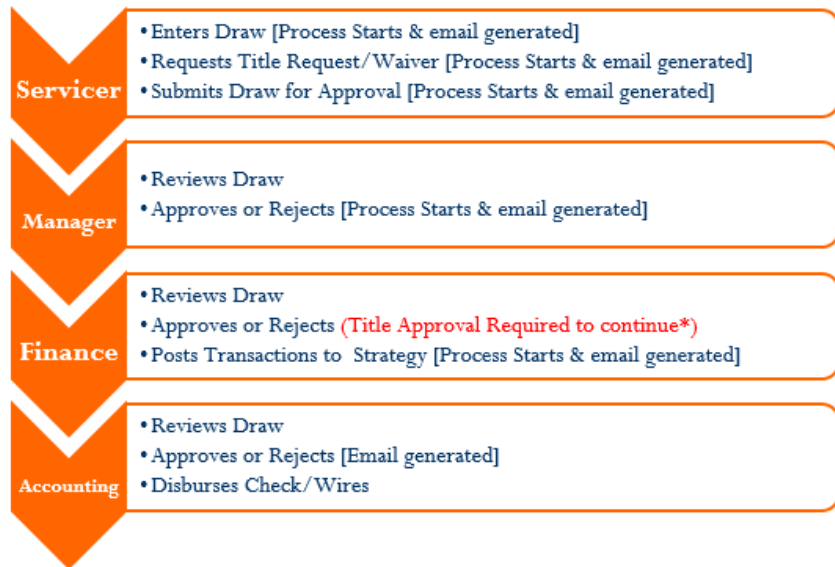 Servicer
•Enters Draw [Process Starts & email generated]
•Requests Title Request/Waiver [Process Starts & email generated]
•Submits Draw for Approval [Process Starts & email generated]
Manager
•Reviews Draw
•Approves or Rejects [Process Starts & email generated]
Finance
•Reviews Draw
•Approves or Rejects (Title Approval Required to continue*)
•Posts Transactions to Strategy [Process Starts & email generated]
Accounting
•Reviews Draw
•Approves or Rejects [Email generated]
•Disburses Check/Wires